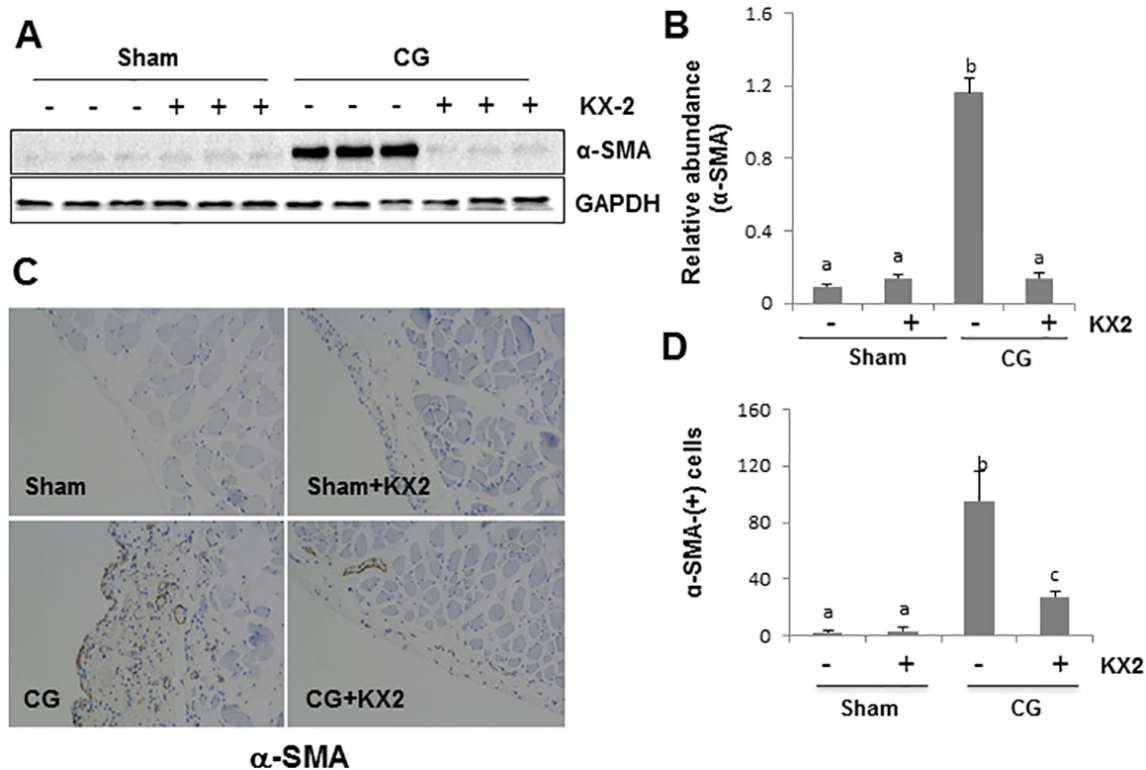 A
Sham CG
- - - + + + - - - + + + KX-2
α-SMA
GAPDH
B
Relative abundance
(α-SMA)
1.6
1.2
0.8
0.4
0
a a b a
- + - + KX2
Sham CG
C
Sham Sham+KX2
CG CG+KX2
α-SMA
D
α-SMA-(+) cells
160
120
80
40
0
a a b c
- + - + KX2
Sham CG